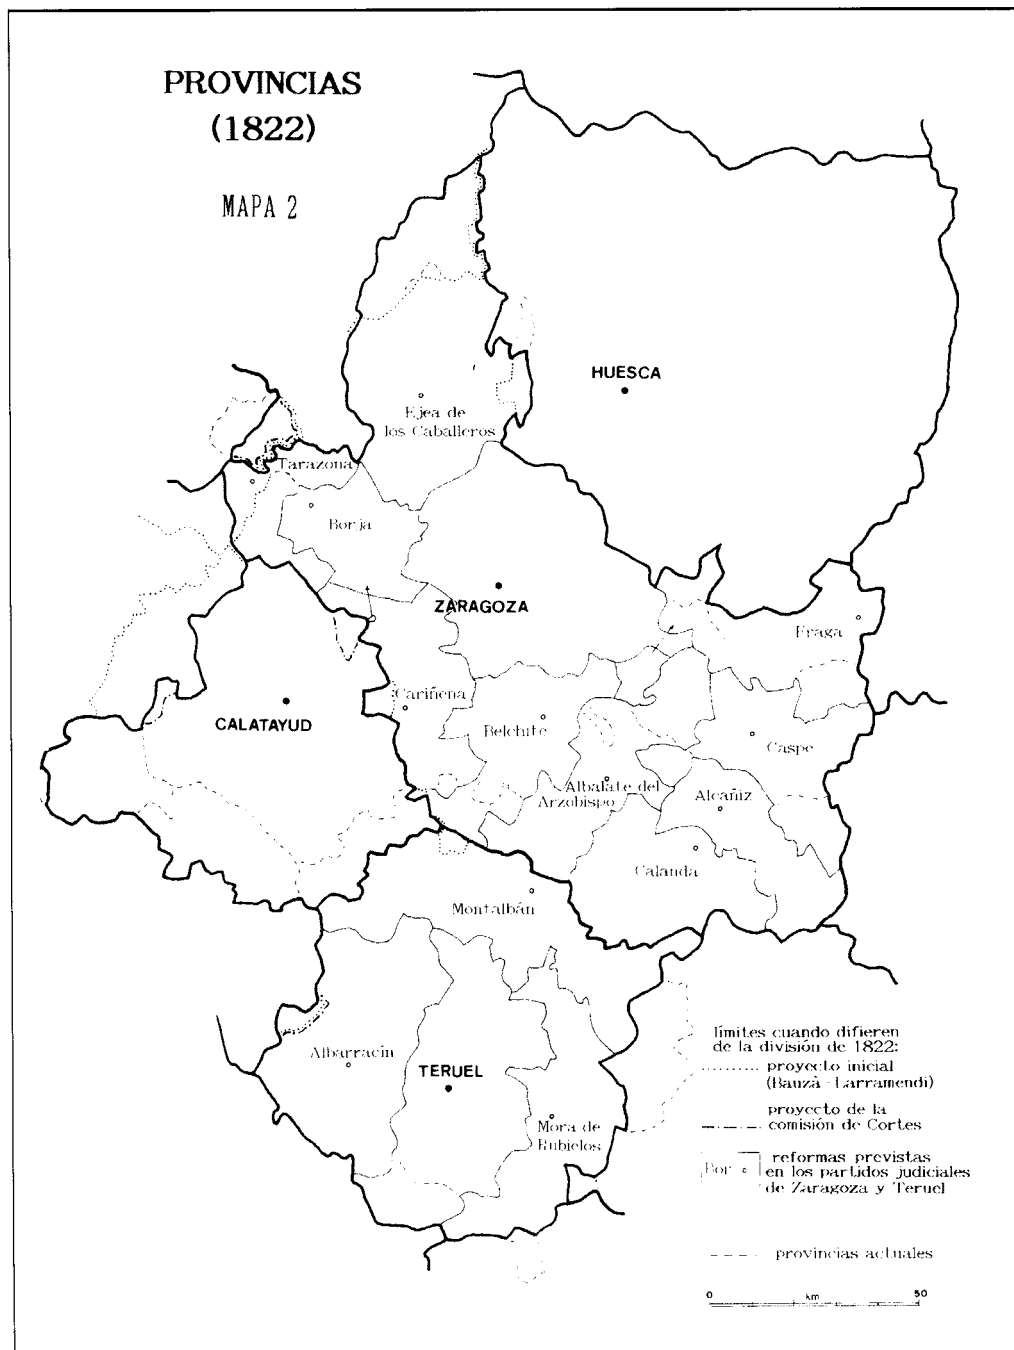 PROVINCIAS
(1822)
MAPA 2
HUESCA
Ejea de
los Caballeros
Tarazona
Borja
ZARAGOZA
Fraga
Cariñena
CALATAYUD
Belchite
Caspe
Albalate del
Arzobispo
Alcañiz
Calanda
Montalbán
límites cuando difieren
de la división de 1822:
proyecto inicial
(Bauzà-Larramendi)
Albarracín
TERUEL
proyecto de la
comisión de Cortes
Mora de
Rubielos
Bor
reformas previstas
en los partidos judiciales
de Zaragoza y Teruel
provincias actuales
0 km 50